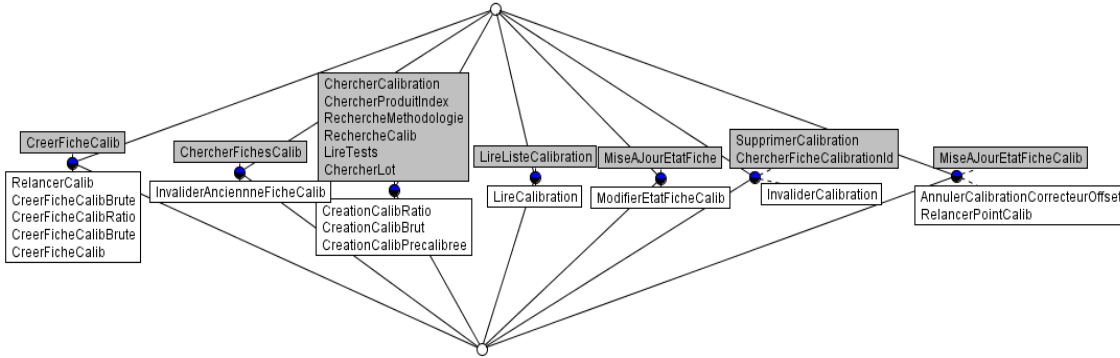 CreerFicheCalib
RelancerCalib
CreerFicheCalibBrute
CreerFicheCalibRatio
CreerFicheCalibBrute
CreerFicheCalib
ChercherFichesCalib
InvaliderAnciennneFicheCalib
ChercherCalibration
ChercherProduitIndex
RechercheMethodologie
RechercheCalib
LireTests
ChercherLot
CreationCalibRatio
CreationCalibBrut
CreationCalibPrecalibree
LireListeCalibration
LireCalibration
MiseAJourEtatFiche
ModifierEtatFicheCalib
SupprimerCalibration
ChercherFicheCalibrationId
InvaliderCalibration
MiseAJourEtatFicheCalib
AnnulerCalibrationCorrecteurOffset
RelancerPointCalib